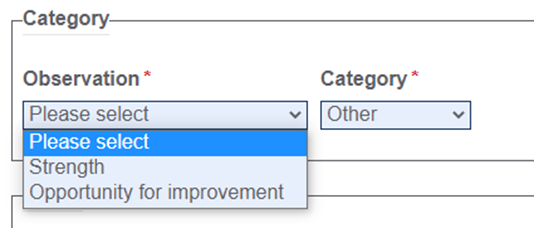 Category
Observation * Category *
Please select Other
Please select
Strength
Opportunity for improvement